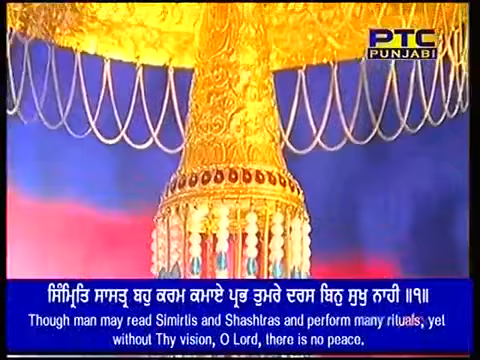 PTC
PUNJABI
ਸਿੰਮ੍ਰਿਤਿ ਸਾਸਤ੍ਰ ਬਹੁ ਕਰਮ ਕਮਾਏ ਪ੍ਰਭ ਤੁਮਰੇ ਦਰਸ ਬਿਨੁ ਸੁਖੁ ਨਾਹੀ ॥੧॥
Though man may read Simirtis and Shashtras and perform many rituals, yet
without Thy vision, O Lord, there is no peace.